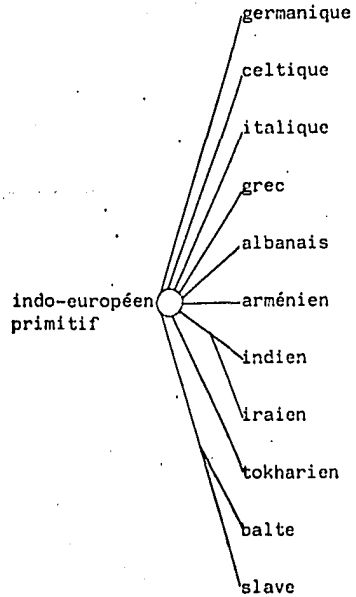 germanique
celtique
italique
grec
albanais
indo-européen
primitif
arménien
indien
iraien
tokharien
balte
slave